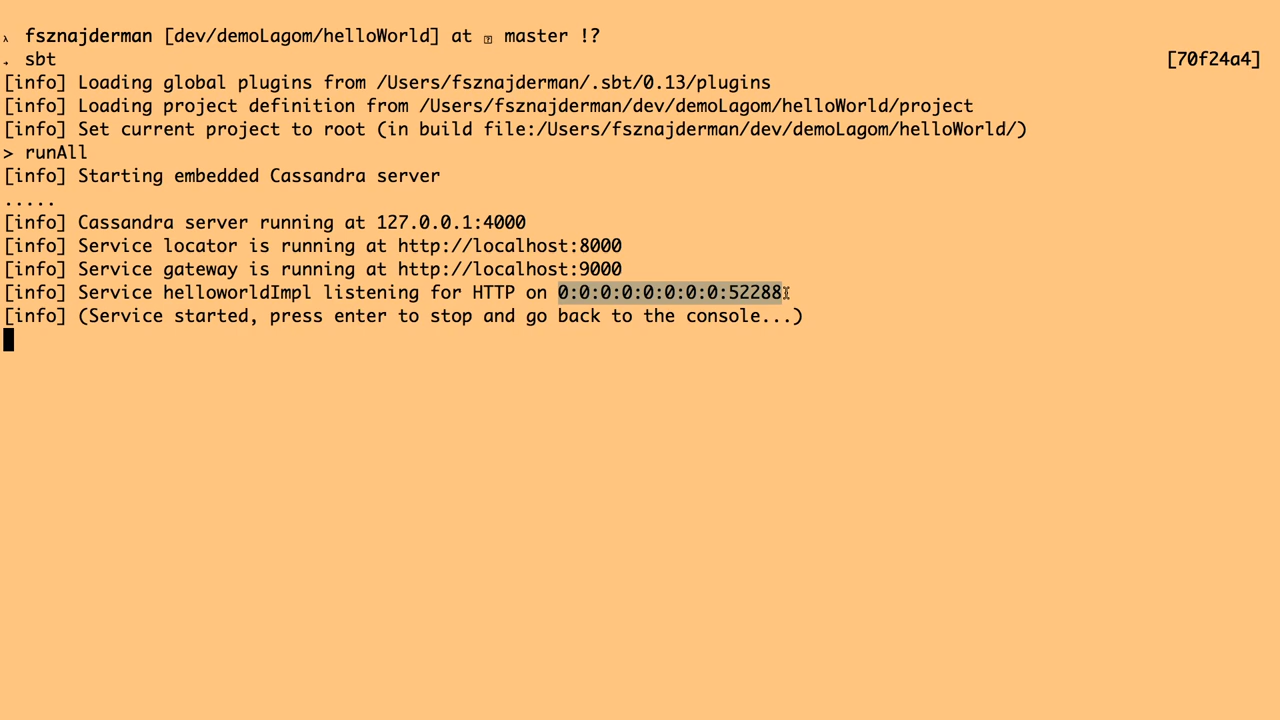 λ fsznajderman [dev/demoLagom/helloWorld] at master !?
sbt [70f24a4]
[info] Loading global plugins from /Users/fsznajderman/.sbt/0.13/plugins
[info] Loading project definition from /Users/fsznajderman/dev/demoLagom/helloWorld/project
[info] Set current project to root (in build file:/Users/fsznajderman/dev/demoLagom/helloWorld/)
> runAll
[info] Starting embedded Cassandra server
.....
[info] Cassandra server running at 127.0.0.1:4000
[info] Service locator is running at http://localhost:8000
[info] Service gateway is running at http://localhost:9000
[info] Service helloworldImpl listening for HTTP on 0:0:0:0:0:0:0:0:52288
[info] (Service started, press enter to stop and go back to the console...)